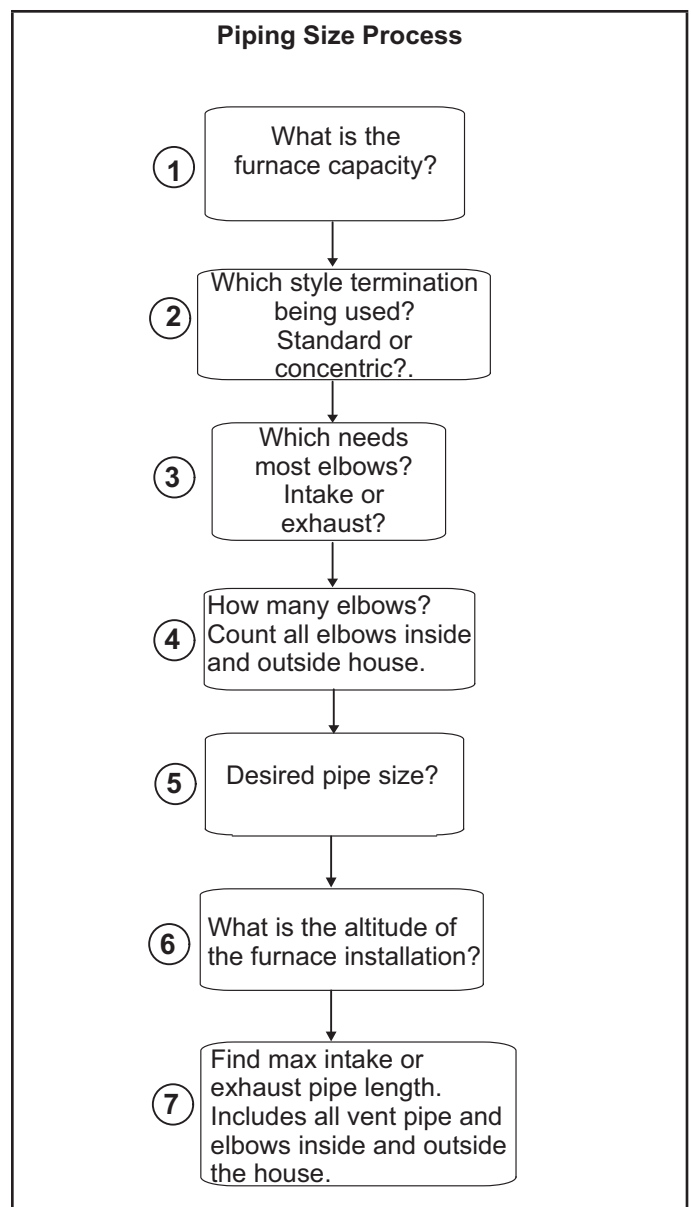 Piping Size Process
1
What is the
furnace capacity?
2
Which style termination
being used?
Standard or
concentric?.
3
Which needs
most elbows?
Intake or
exhaust?
4
How many elbows?
Count all elbows inside
and outside house.
5
Desired pipe size?
6
What is the altitude of
the furnace installation?
7
Find max intake or
exhaust pipe length.
Includes all vent pipe and
elbows inside and outside
the house.